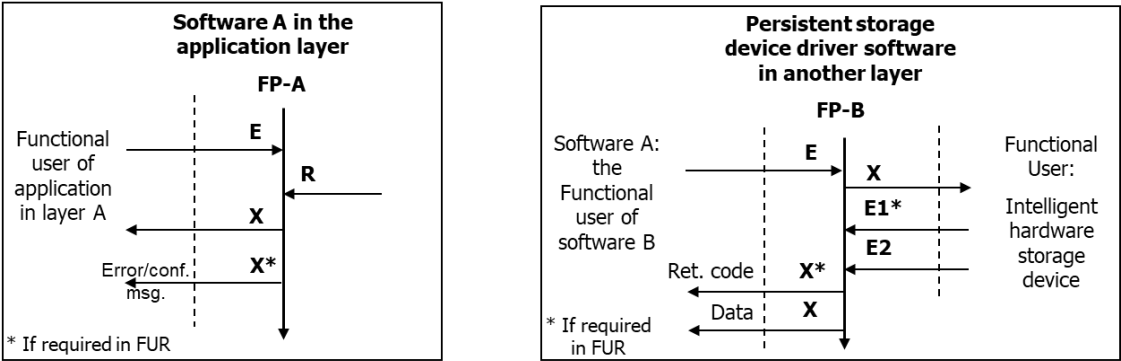 Software A in the
application layer
FP-A
E
Functional
user of
application
in layer A
R
X
X*
Error/conf.
msg.
* If required in FUR
Persistent storage
device driver software
in another layer
FP-B
Software A:
the
Functional
user of
software B
E
X
E1*
E2
Functional
User:
Intelligent
hardware
storage
device
Ret. code
X*
Data
X
* If required
in FUR